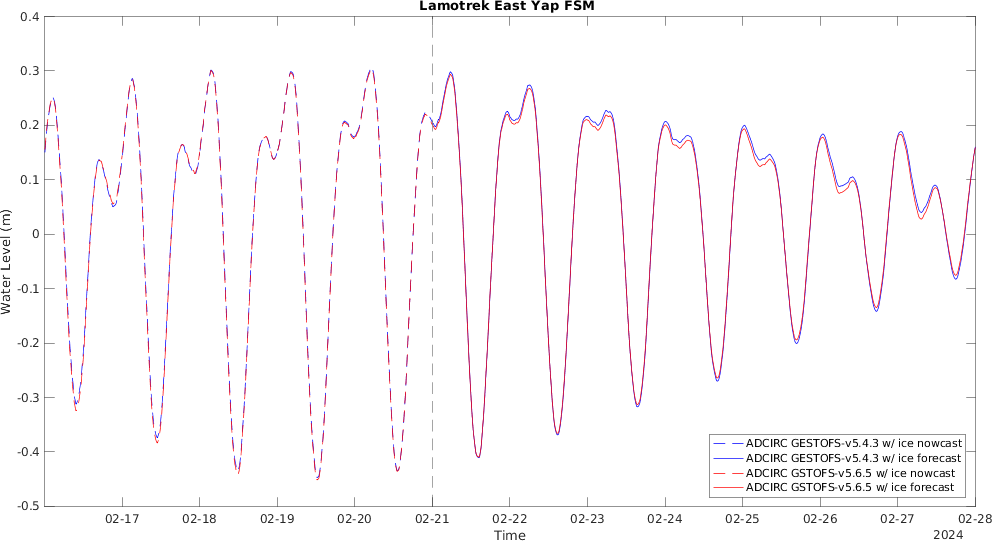 Lamotrek East Yap FSM
0.4
0.3
0.2
0.1
0
-0.1
-0.2
-0.3
-0.4
-0.5
Water Level (m)
ADCIRC GESTOFS-v5.4.3 w/ ice nowcast
ADCIRC GESTOFS-v5.4.3 w/ ice forecast
ADCIRC GSTOFS-v5.6.5 w/ ice nowcast
ADCIRC GSTOFS-v5.6.5 w/ ice forecast
02-17 02-18 02-19 02-20 02-21 02-22 02-23 02-24 02-25 02-26 02-27 02-28
Time
2024